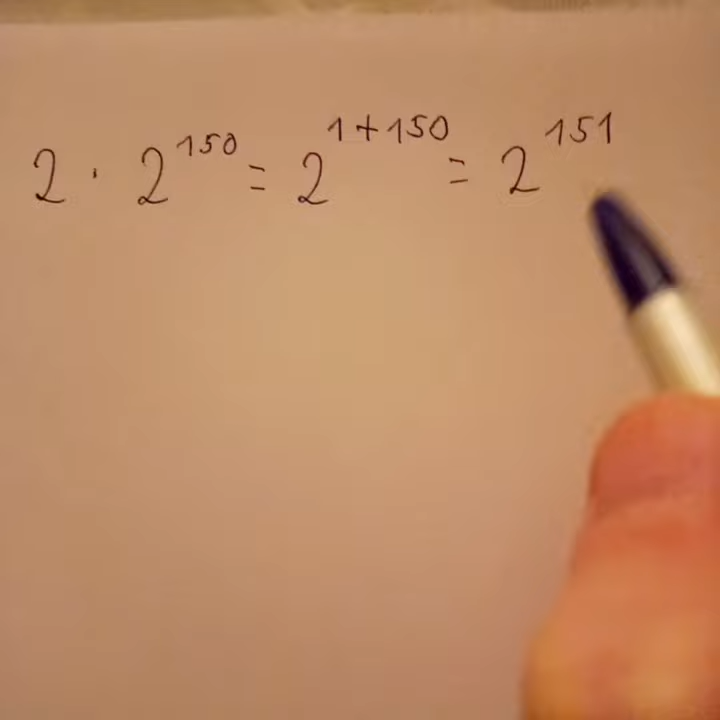 2 · 2^150 = 2^1+150 = 2^151